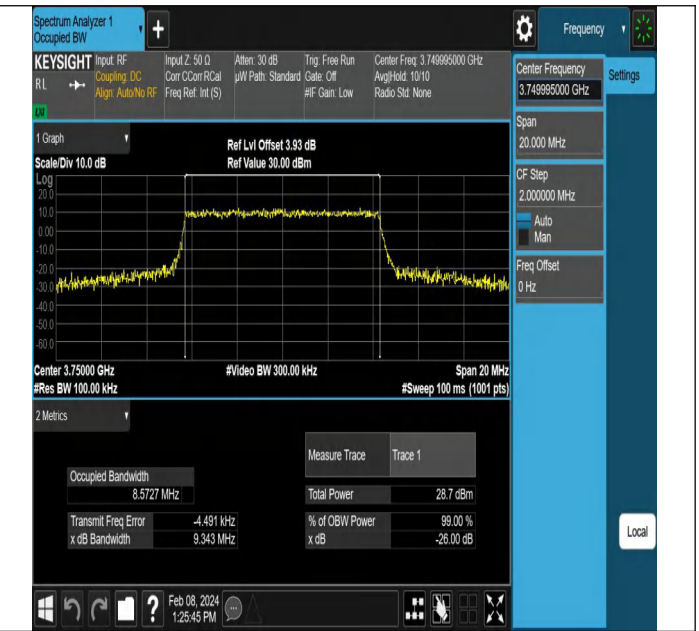 Spectrum Analyzer 1
Occupied BW
Frequency
KEYSIGHT
RL
Input: RF
Coupling: DC
Align: Auto/No RF
Input Z: 50 Ω
Corr CCorr RCal
Freq Ref: Int (S)
Atten: 30 dB
µW Path: Standard
Trig: Free Run
Gate: Off
#IF Gain: Low
Center Freq: 3.749995000 GHz
Avg|Hold: 10/10
Radio Std: None
Center Frequency
3.749995000 GHz
Settings
Span
20.000 MHz
CF Step
2.000000 MHz
Auto
Man
Freq Offset
0 Hz
1 Graph
Scale/Div 10.0 dB
Ref Lvl Offset 3.93 dB
Ref Value 30.00 dBm
Log
20.0
10.0
0.00
-10.0
-20.0
-30.0
-40.0
-50.0
-60.0
Center 3.75000 GHz
#Res BW 100.00 kHz
#Video BW 300.00 kHz
Span 20 MHz
#Sweep 100 ms (1001 pts)
2 Metrics
Measure Trace
Trace 1
Occupied Bandwidth
8.5727 MHz
Total Power
28.7 dBm
Transmit Freq Error
-4.491 kHz
% of OBW Power
99.00 %
x dB Bandwidth
9.343 MHz
x dB
-26.00 dB
Local
Feb 08, 2024
1:25:45 PM